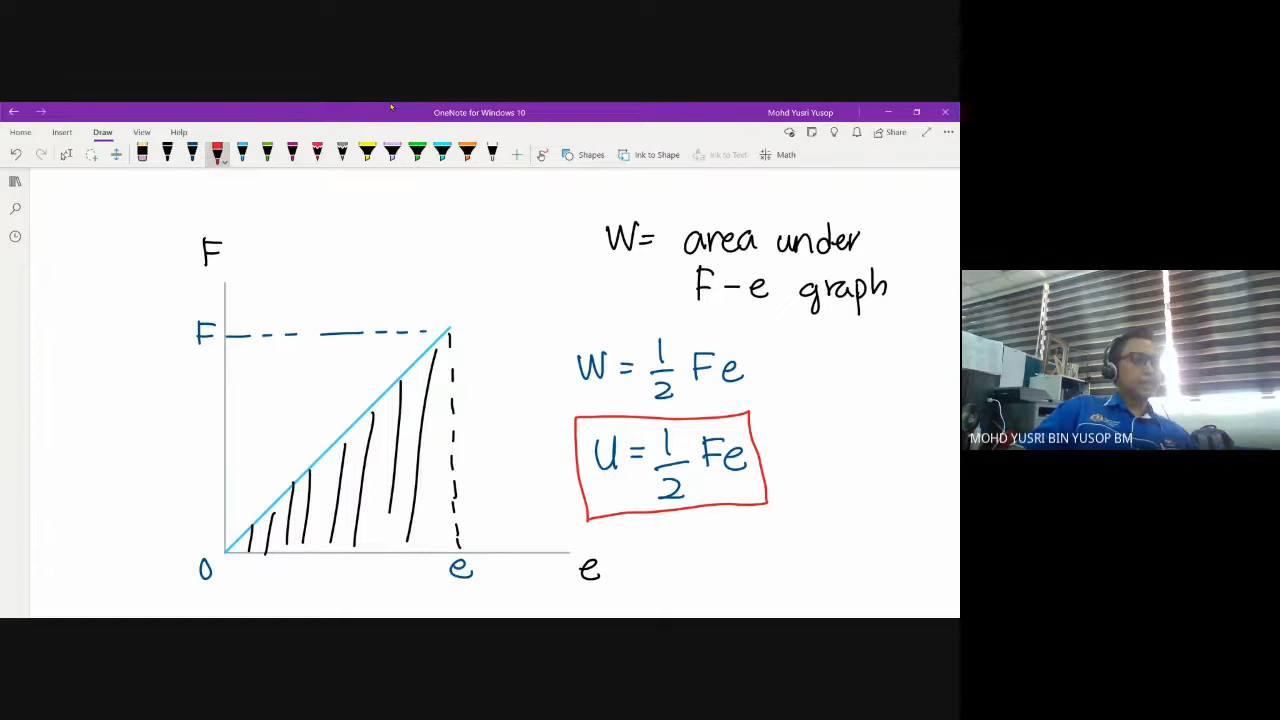 OneNote for Windows 10
Mohd Yusri Yusop
Home Insert Draw View Help
Share
Shapes Ink to Shape Ink to Text Math
F
F
0
e
e
W= area under
F-e graph
W = 1/2 Fe
U = 1/2 Fe
MOHD YUSRI BIN YUSOP BM